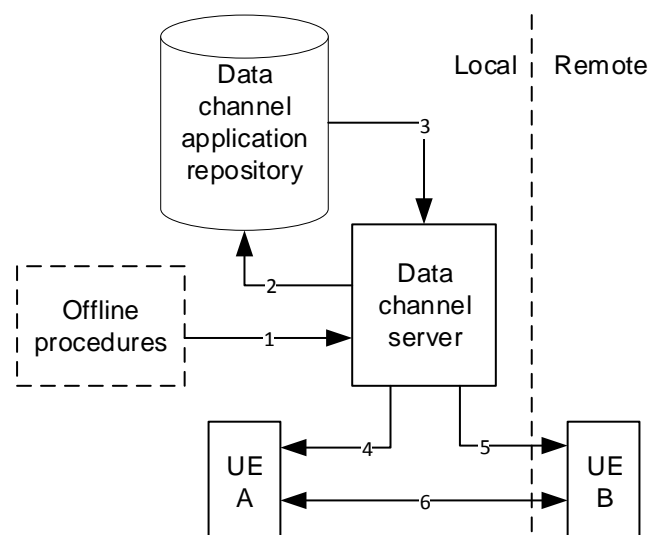 Data
channel
application
repository
Local
Remote
3
2
Data
channel
server
Offline
procedures
1
4
5
UE
A
6
UE
B